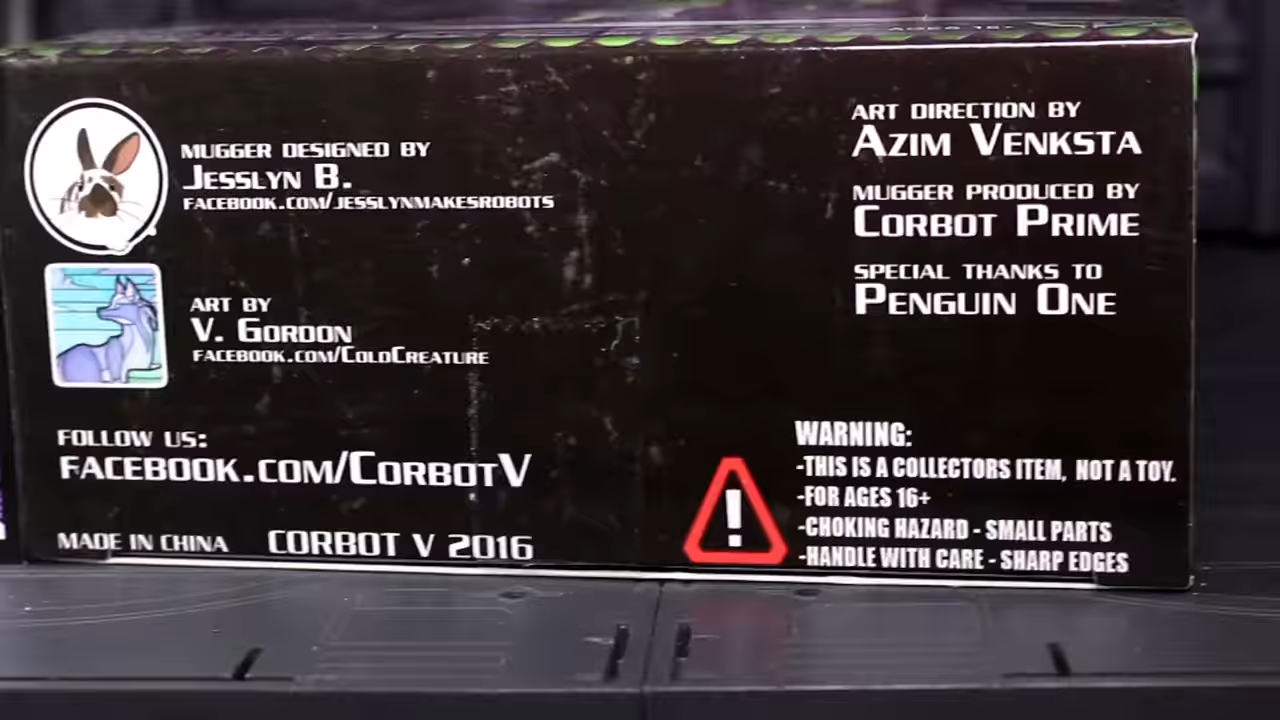 MUGGER DESIGNED BY
JESSLYN B.
FACEBOOK.COM/JESSLYNMAKESROBOTS
ART BY
V. GORDON
FACEBOOK.COM/COLDCREATURE
FOLLOW US:
FACEBOOK.COM/CORBOTV
MADE IN CHINA CORBOT V 2016
ART DIRECTION BY
AZIM VENKSTA
MUGGER PRODUCED BY
CORBOT PRIME
SPECIAL THANKS TO
PENGUIN ONE
WARNING:
-THIS IS A COLLECTORS ITEM, NOT A TOY.
-FOR AGES 16+
-CHOKING HAZARD - SMALL PARTS
-HANDLE WITH CARE - SHARP EDGES